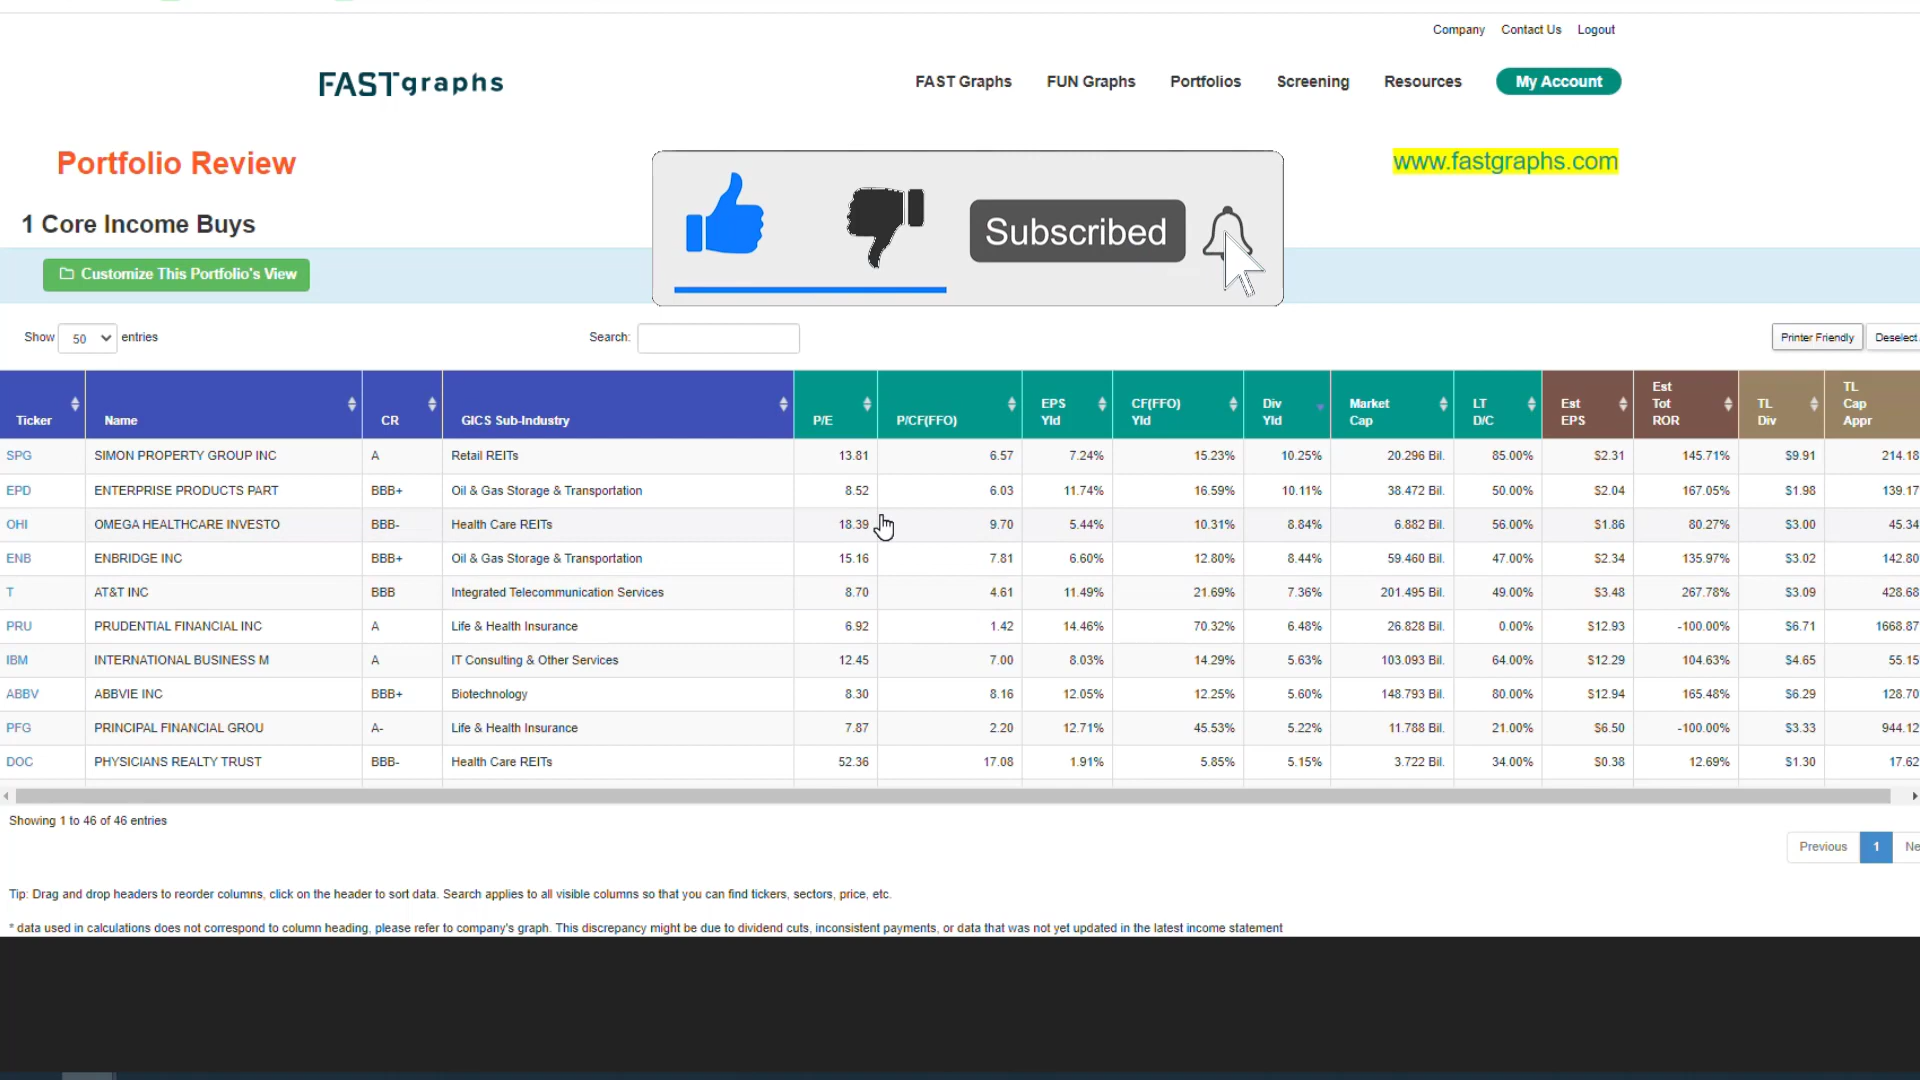 Company Contact Us Logout
FASTgraphs FAST Graphs FUN Graphs Portfolios Screening Resources My Account
Portfolio Review
www.fastgraphs.com
1 Core Income Buys
Subscribed
Customize This Portfolio's View
Show 50 entries Search: Printer Friendly Deselect
Ticker Name CR GICS Sub-Industry P/E P/CF(FFO) EPS Yld CF(FFO) Yld Div Yld Market Cap LT D/C Est EPS Est Tot ROR TL Div TL Cap Appr
SPG SIMON PROPERTY GROUP INC A Retail REITs 13.81 6.57 7.24% 15.23% 10.25% 20.296 Bil. 85.00% $2.31 145.71% $9.91 214.18
EPD ENTERPRISE PRODUCTS PART BBB+ Oil & Gas Storage & Transportation 8.52 6.03 11.74% 16.59% 10.11% 38.472 Bil. 50.00% $2.04 167.05% $1.98 139.17
OHI OMEGA HEALTHCARE INVESTO BBB- Health Care REITs 18.39 9.70 5.44% 10.31% 8.84% 6.882 Bil. 56.00% $1.86 80.27% $3.00 45.34
ENB ENBRIDGE INC BBB+ Oil & Gas Storage & Transportation 15.16 7.81 6.60% 12.80% 8.44% 59.460 Bil. 47.00% $2.34 135.97% $3.02 142.80
T AT&T INC BBB Integrated Telecommunication Services 8.70 4.61 11.49% 21.69% 7.36% 201.495 Bil. 49.00% $3.48 267.78% $3.09 428.68
PRU PRUDENTIAL FINANCIAL INC A Life & Health Insurance 6.92 1.42 14.46% 70.32% 6.48% 26.828 Bil. 0.00% $12.93 -100.00% $6.71 1668.87
IBM INTERNATIONAL BUSINESS M A IT Consulting & Other Services 12.45 7.00 8.03% 14.29% 5.63% 103.093 Bil. 64.00% $12.29 104.63% $4.65 55.15
ABBV ABBVIE INC BBB+ Biotechnology 8.30 8.16 12.05% 12.25% 5.60% 148.793 Bil. 80.00% $12.94 165.48% $6.29 128.70
PFG PRINCIPAL FINANCIAL GROU A- Life & Health Insurance 7.87 2.20 12.71% 45.53% 5.22% 11.788 Bil. 21.00% $6.50 -100.00% $3.33 944.12
DOC PHYSICIANS REALTY TRUST BBB- Health Care REITs 52.36 17.08 1.91% 5.85% 5.15% 3.722 Bil. 34.00% $0.38 12.69% $1.30 17.62
Showing 1 to 46 of 46 entries
Previous 1 Ne
Tip: Drag and drop headers to reorder columns, click on the header to sort data. Search applies to all visible columns so that you can find tickers, sectors, price, etc.
* data used in calculations does not correspond to column heading, please refer to company's graph. This discrepancy might be due to dividend cuts, inconsistent payments, or data that was not yet updated in the latest income statement